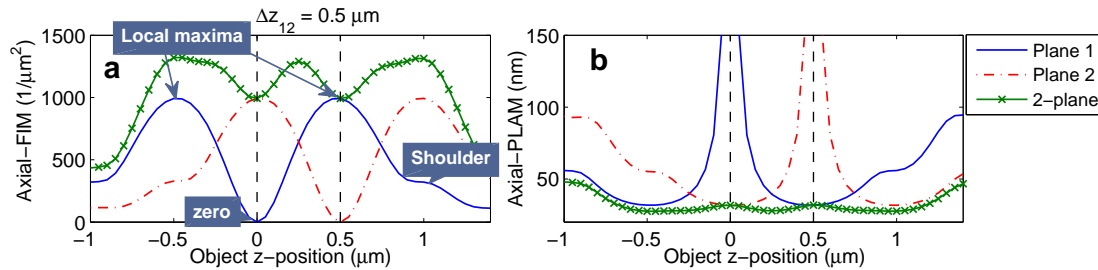 Δz12 = 0.5 μm
a
Axial−FIM (1/μm2)
1500
1000
500
0
Local maxima
Shoulder
zero
−1
−0.5
0
0.5
1
Object z−position (μm)
b
Axial−PLAM (nm)
150
100
50
−1
−0.5
0
0.5
1
Object z−position (μm)
Plane 1
Plane 2
2−plane